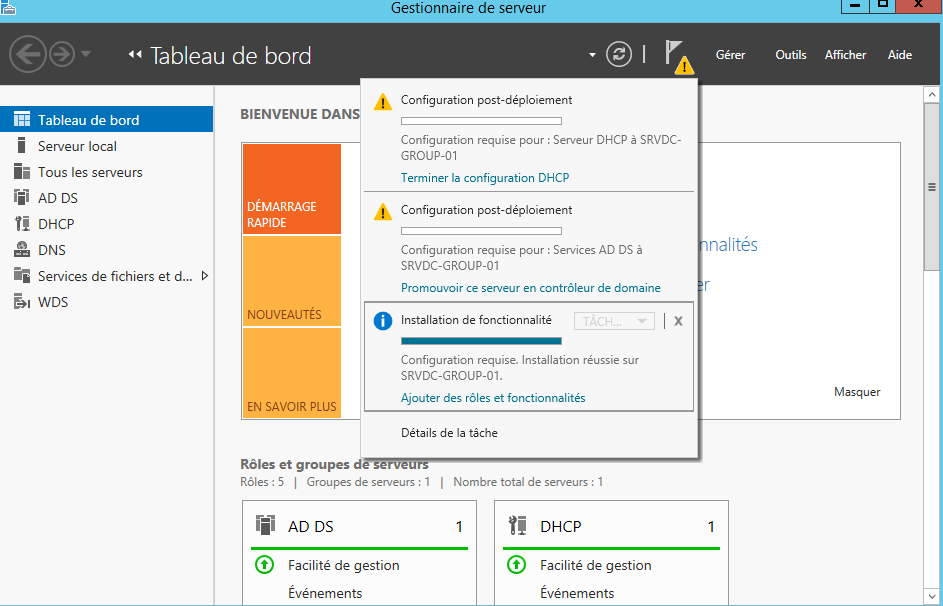 Gestionnaire de serveur
Tableau de bord
Gérer Outils Afficher Aide
Tableau de bord
Serveur local
Tous les serveurs
AD DS
DHCP
DNS
Services de fichiers et d...
WDS
BIENVENUE DANS
DÉMARRAGE
RAPIDE
NOUVEAUTÉS
EN SAVOIR PLUS
Configuration post-déploiement
Configuration requise pour : Serveur DHCP à SRVDC-
GROUP-01
Terminer la configuration DHCP
Configuration post-déploiement
Configuration requise pour : Services AD DS à
SRVDC-GROUP-01
Promouvoir ce serveur en contrôleur de domaine
Installation de fonctionnalité TÂCH... X
Configuration requise. Installation réussie sur
SRVDC-GROUP-01.
Ajouter des rôles et fonctionnalités
Détails de la tâche
nnalités
er
Masquer
Rôles et groupes de serveurs
Rôles : 5 | Groupes de serveurs : 1 | Nombre total de serveurs : 1
AD DS 1
Facilité de gestion
Événements
DHCP 1
Facilité de gestion
Événements